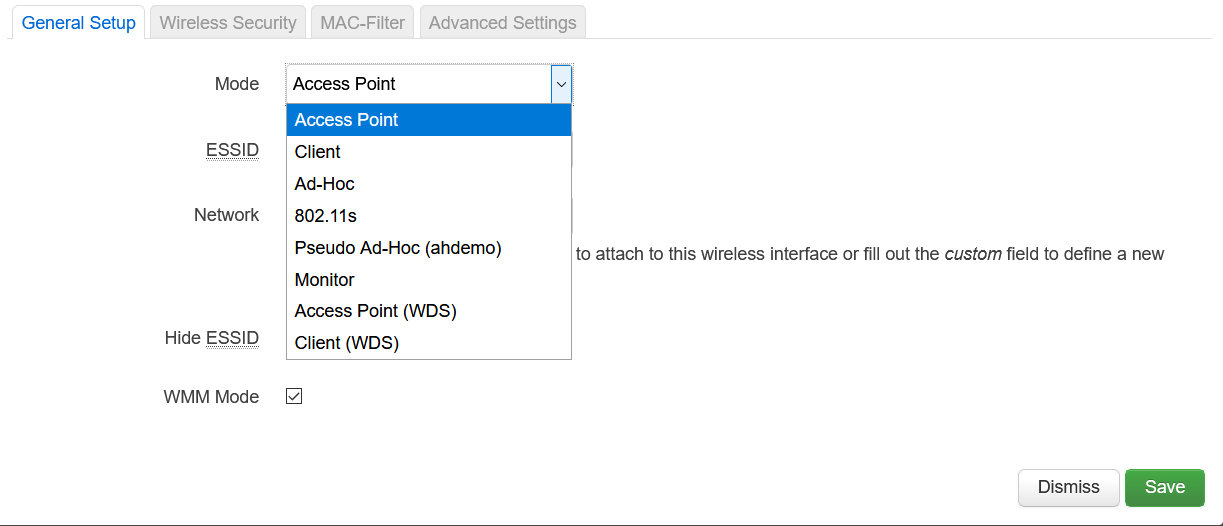 General Setup Wireless Security MAC-Filter Advanced Settings
Mode Access Point
Access Point
ESSID Client
Ad-Hoc
Network 802.11s
Pseudo Ad-Hoc (ahdemo) to attach to this wireless interface or fill out the custom field to define a new
Monitor
Access Point (WDS)
Hide ESSID Client (WDS)
WMM Mode
Dismiss Save